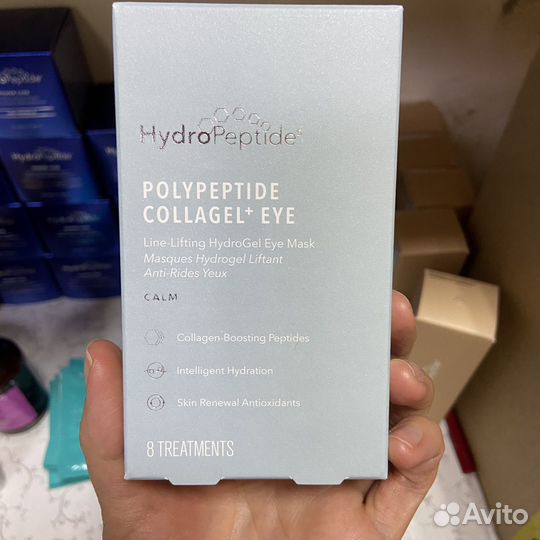 HydroPeptide
POLYPEPTIDE
COLLAGEL⁺ EYE
Line-Lifting HydroGel Eye Mask
Masques Hydrogel Liftant
Anti-Rides Yeux
CALM
Collagen-Boosting Peptides
Intelligent Hydration
Skin Renewal Antioxidants
8 TREATMENTS
Avito